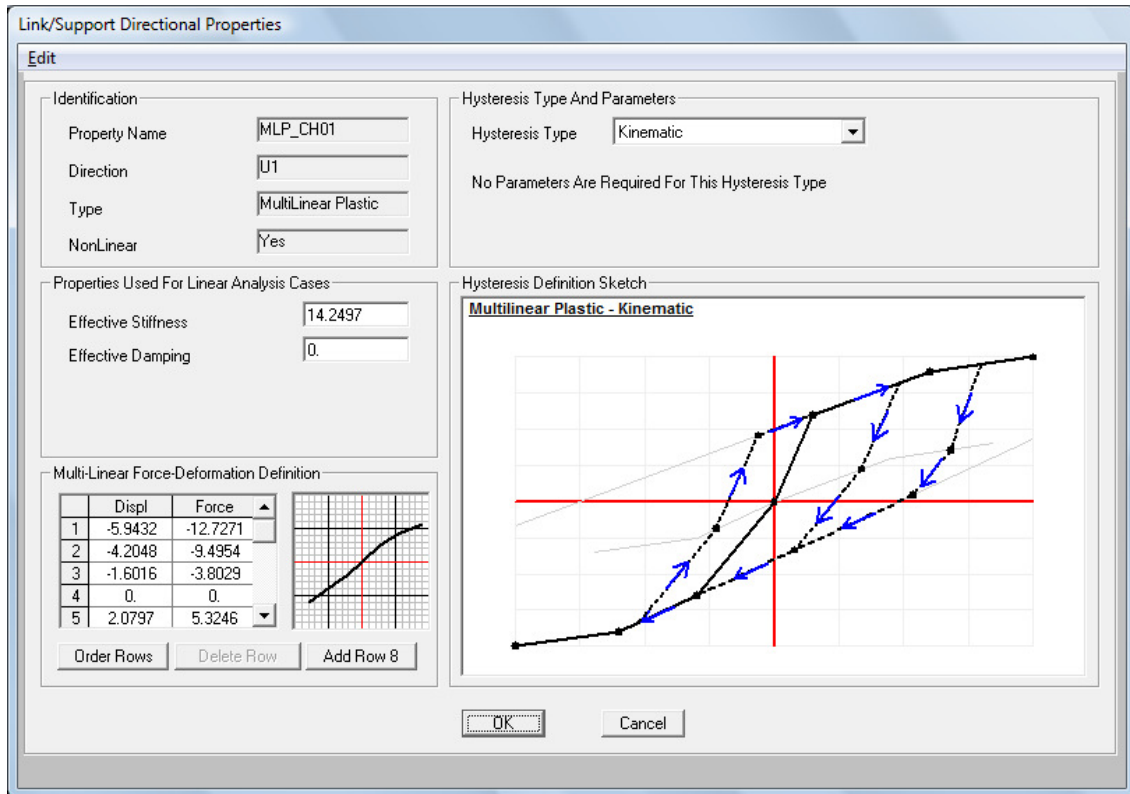 Link/Support Directional Properties
Edit
Identification
Property Name MLP_CH01
Direction U1
Type MultiLinear Plastic
NonLinear Yes
Hysteresis Type And Parameters
Hysteresis Type Kinematic
No Parameters Are Required For This Hysteresis Type
Properties Used For Linear Analysis Cases
Effective Stiffness 14.2497
Effective Damping 0.
Hysteresis Definition Sketch
Multilinear Plastic - Kinematic
Multi-Linear Force-Deformation Definition
Displ Force
1 -5.9432 -12.7271
2 -4.2048 -9.4954
3 -1.6016 -3.8029
4 0. 0.
5 2.0797 5.3246
Order Rows Delete Row Add Row 8
OK Cancel